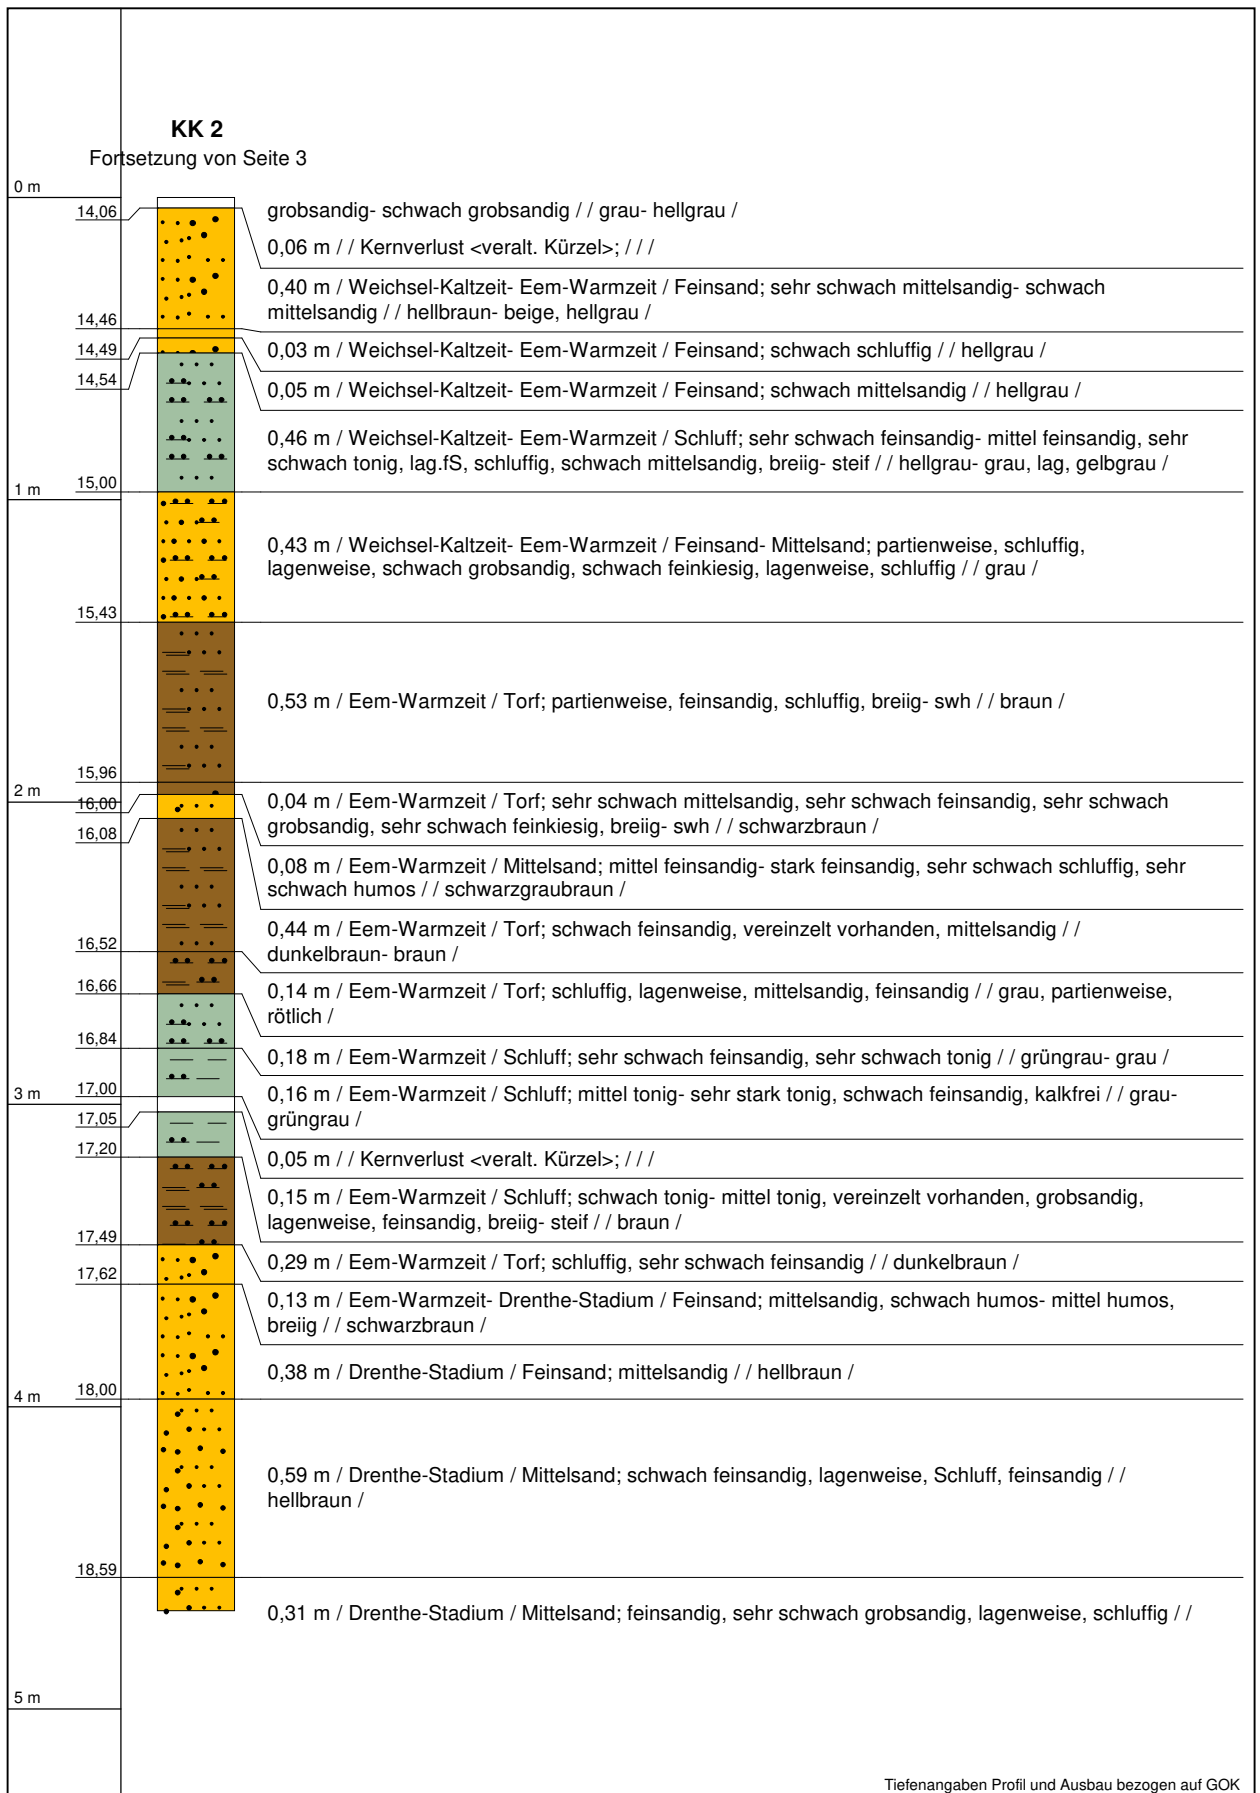 KK 2
Fortsetzung von Seite 3
0 m
14,06
grobsandig- schwach grobsandig / / grau- hellgrau /
0,06 m / / Kernverlust <veralt. Kürzel>; / / /
0,40 m / Weichsel-Kaltzeit- Eem-Warmzeit / Feinsand; sehr schwach mittelsandig- schwach
mittelsandig / / hellbraun- beige, hellgrau /
14,46
14,49
0,03 m / Weichsel-Kaltzeit- Eem-Warmzeit / Feinsand; schwach schluffig / / hellgrau /
14,54
0,05 m / Weichsel-Kaltzeit- Eem-Warmzeit / Feinsand; schwach mittelsandig / / hellgrau /
0,46 m / Weichsel-Kaltzeit- Eem-Warmzeit / Schluff; sehr schwach feinsandig- mittel feinsandig, sehr
schwach tonig, lag.fS, schluffig, schwach mittelsandig, breiig- steif / / hellgrau- grau, lag, gelbgrau /
15,00
1 m
0,43 m / Weichsel-Kaltzeit- Eem-Warmzeit / Feinsand- Mittelsand; partienweise, schluffig,
lagenweise, schwach grobsandig, schwach feinkiesig, lagenweise, schluffig / / grau /
15,43
0,53 m / Eem-Warmzeit / Torf; partienweise, feinsandig, schluffig, breiig- swh / / braun /
15,96
2 m
16,00
0,04 m / Eem-Warmzeit / Torf; sehr schwach mittelsandig, sehr schwach feinsandig, sehr schwach
grobsandig, sehr schwach feinkiesig, breiig- swh / / schwarzbraun /
16,08
0,08 m / Eem-Warmzeit / Mittelsand; mittel feinsandig- stark feinsandig, sehr schwach schluffig, sehr
schwach humos / / schwarzgraubraun /
0,44 m / Eem-Warmzeit / Torf; schwach feinsandig, vereinzelt vorhanden, mittelsandig / /
dunkelbraun- braun /
16,52
16,66
0,14 m / Eem-Warmzeit / Torf; schluffig, lagenweise, mittelsandig, feinsandig / / grau, partienweise,
rötlich /
16,84
0,18 m / Eem-Warmzeit / Schluff; sehr schwach feinsandig, sehr schwach tonig / / grüngrau- grau /
17,00
3 m
0,16 m / Eem-Warmzeit / Schluff; mittel tonig- sehr stark tonig, schwach feinsandig, kalkfrei / / grau-
grüngrau /
17,05
17,20
0,05 m / / Kernverlust <veralt. Kürzel>; / / /
0,15 m / Eem-Warmzeit / Schluff; schwach tonig- mittel tonig, vereinzelt vorhanden, grobsandig,
lagenweise, feinsandig, breiig- steif / / braun /
17,49
0,29 m / Eem-Warmzeit / Torf; schluffig, sehr schwach feinsandig / / dunkelbraun /
17,62
0,13 m / Eem-Warmzeit- Drenthe-Stadium / Feinsand; mittelsandig, schwach humos- mittel humos,
breiig / / schwarzbraun /
0,38 m / Drenthe-Stadium / Feinsand; mittelsandig / / hellbraun /
18,00
4 m
0,59 m / Drenthe-Stadium / Mittelsand; schwach feinsandig, lagenweise, Schluff, feinsandig / /
hellbraun /
18,59
0,31 m / Drenthe-Stadium / Mittelsand; feinsandig, sehr schwach grobsandig, lagenweise, schluffig / /
5 m
Tiefenangaben Profil und Ausbau bezogen auf GOK